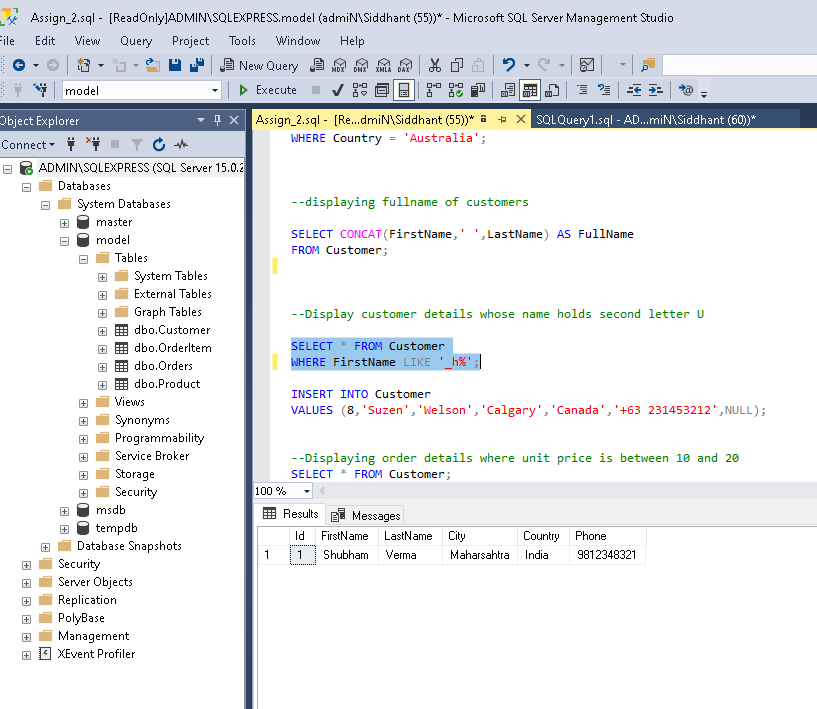 Assign_2.sql - [ReadOnly]ADMIN\SQLEXPRESS.model (admiN\Siddhant (55))* - Microsoft SQL Server Management Studio
File Edit View Query Project Tools Window Help
New Query MDX DMX XMLA DAX
model Execute
Object Explorer
Assign_2.sql - [Re...dmiN\Siddhant (55))* SQLQuery1.sql - AD...miN\Siddhant (60))*
Connect
ADMIN\SQLEXPRESS (SQL Server 15.0.2
Databases
System Databases
master
model
Tables
System Tables
External Tables
Graph Tables
dbo.Customer
dbo.OrderItem
dbo.Orders
dbo.Product
Views
Synonyms
Programmability
Service Broker
Storage
Security
msdb
tempdb
Database Snapshots
Security
Server Objects
Replication
PolyBase
Management
XEvent Profiler
WHERE Country = 'Australia';
--displaying fullname of customers
SELECT CONCAT(FirstName,' ',LastName) AS FullName
FROM Customer;
--Display customer details whose name holds second letter U
SELECT * FROM Customer
WHERE FirstName LIKE '_h%';
INSERT INTO Customer
VALUES (8,'Suzen','Welson','Calgary','Canada','+63 231453212',NULL);
--Displaying order details where unit price is between 10 and 20
SELECT * FROM Customer;
100 %
Results Messages
Id FirstName LastName City Country Phone
1 1 Shubham Verma Maharsahtra India 9812348321